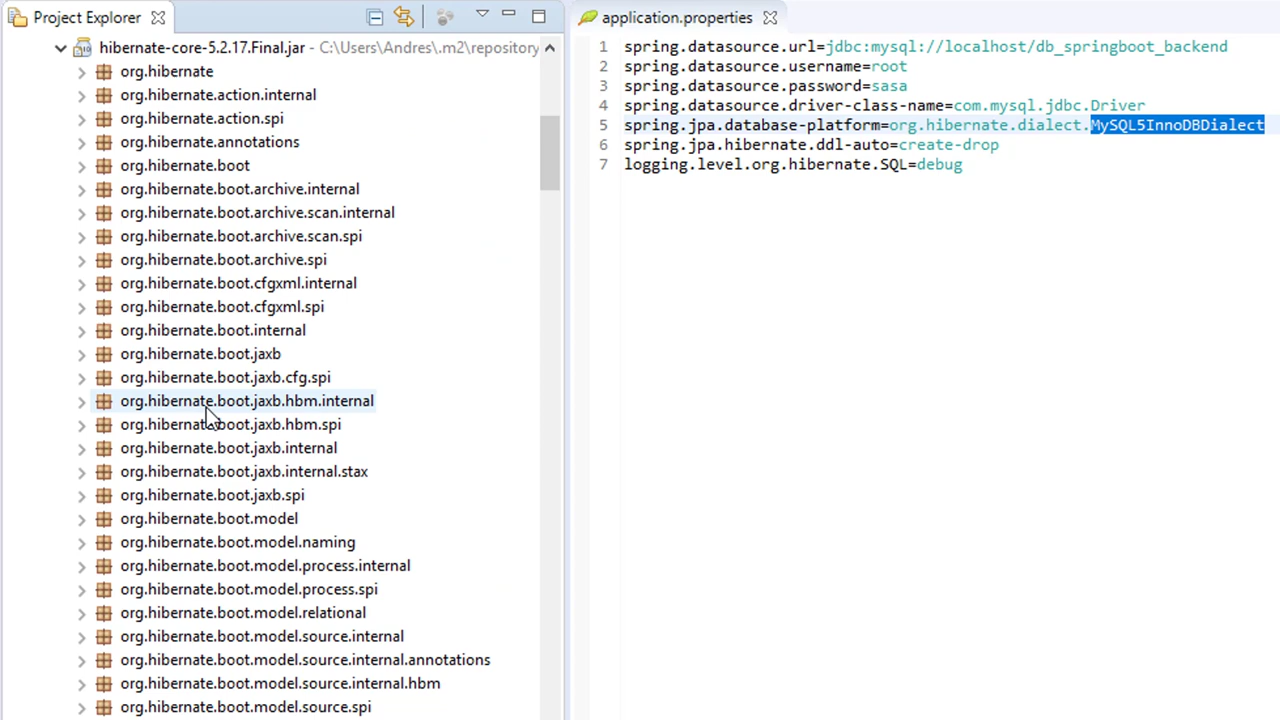 Project Explorer
hibernate-core-5.2.17.Final.jar - C:\Users\Andres\.m2\repository
org.hibernate
org.hibernate.action.internal
org.hibernate.action.spi
org.hibernate.annotations
org.hibernate.boot
org.hibernate.boot.archive.internal
org.hibernate.boot.archive.scan.internal
org.hibernate.boot.archive.scan.spi
org.hibernate.boot.archive.spi
org.hibernate.boot.cfgxml.internal
org.hibernate.boot.cfgxml.spi
org.hibernate.boot.internal
org.hibernate.boot.jaxb
org.hibernate.boot.jaxb.cfg.spi
org.hibernate.boot.jaxb.hbm.internal
org.hibernate.boot.jaxb.hbm.spi
org.hibernate.boot.jaxb.internal
org.hibernate.boot.jaxb.internal.stax
org.hibernate.boot.jaxb.spi
org.hibernate.boot.model
org.hibernate.boot.model.naming
org.hibernate.boot.model.process.internal
org.hibernate.boot.model.process.spi
org.hibernate.boot.model.relational
org.hibernate.boot.model.source.internal
org.hibernate.boot.model.source.internal.annotations
org.hibernate.boot.model.source.internal.hbm
org.hibernate.boot.model.source.spi
application.properties
1 spring.datasource.url=jdbc:mysql://localhost/db_springboot_backend
2 spring.datasource.username=root
3 spring.datasource.password=sasa
4 spring.datasource.driver-class-name=com.mysql.jdbc.Driver
5 spring.jpa.database-platform=org.hibernate.dialect.MySQL5InnoDBDialect
6 spring.jpa.hibernate.ddl-auto=create-drop
7 logging.level.org.hibernate.SQL=debug